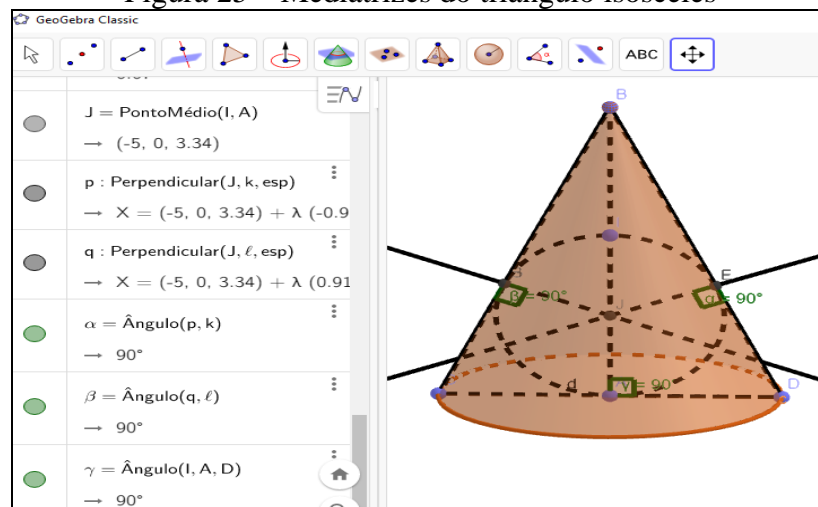 Figura 25 – Mediatrizes do triângulo isósceles
GeoGebra Classic
ABC
J = PontoMédio(I, A)
→ (-5, 0, 3.34)
p : Perpendicular(J, k, esp)
→ X = (-5, 0, 3.34) + λ (-0.9
q : Perpendicular(J, ℓ, esp)
→ X = (-5, 0, 3.34) + λ (0.91
α = Ângulo(p, k)
→ 90°
β = Ângulo(q, ℓ)
→ 90°
γ = Ângulo(I, A, D)
→ 90°
B
E
β = 90°
α = 90°
J
d
γ = 90°
D